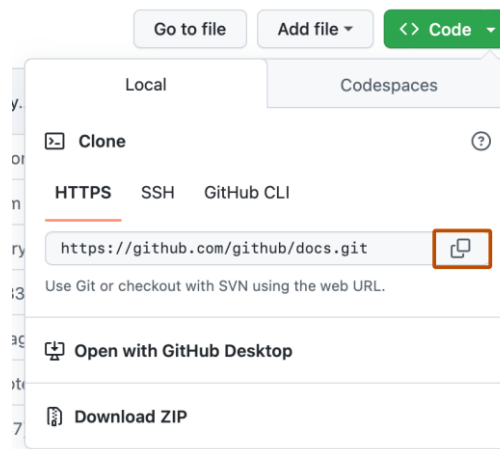 Go to file
Add file
Code
Local
Codespaces
Clone
HTTPS
SSH
GitHub CLI
https://github.com/github/docs.git
Use Git or checkout with SVN using the web URL.
Open with GitHub Desktop
Download ZIP